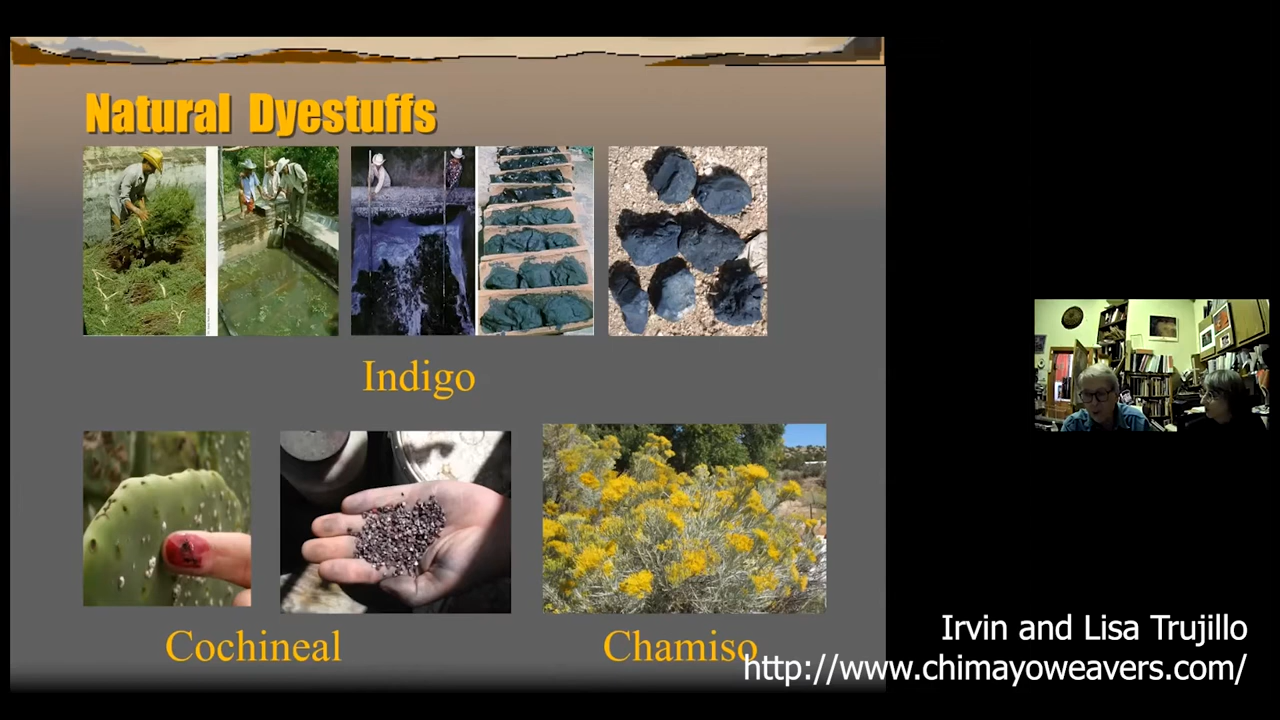 Natural Dyestuffs
Indigo
Cochineal
Chamiso
Irvin and Lisa Trujillo
http://www.chimayoweavers.com/